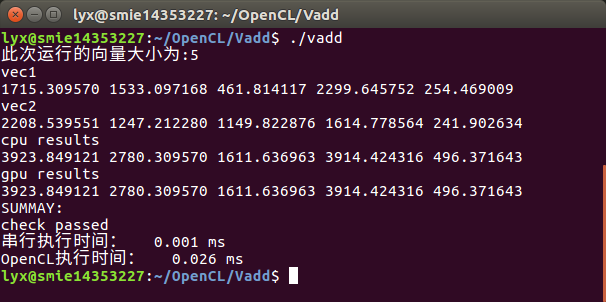 lyx@smie14353227: ~/OpenCL/Vadd
lyx@smie14353227:~/OpenCL/Vadd$ ./vadd
此次运行的向量大小为:5
vec1
1715.309570 1533.097168 461.814117 2299.645752 254.469009
vec2
2208.539551 1247.212280 1149.822876 1614.778564 241.902634
cpu results
3923.849121 2780.309570 1611.636963 3914.424316 496.371643
gpu results
3923.849121 2780.309570 1611.636963 3914.424316 496.371643
SUMMAY:
check passed
串行执行时间：   0.001 ms
OpenCL执行时间：   0.026 ms
lyx@smie14353227:~/OpenCL/Vadd$